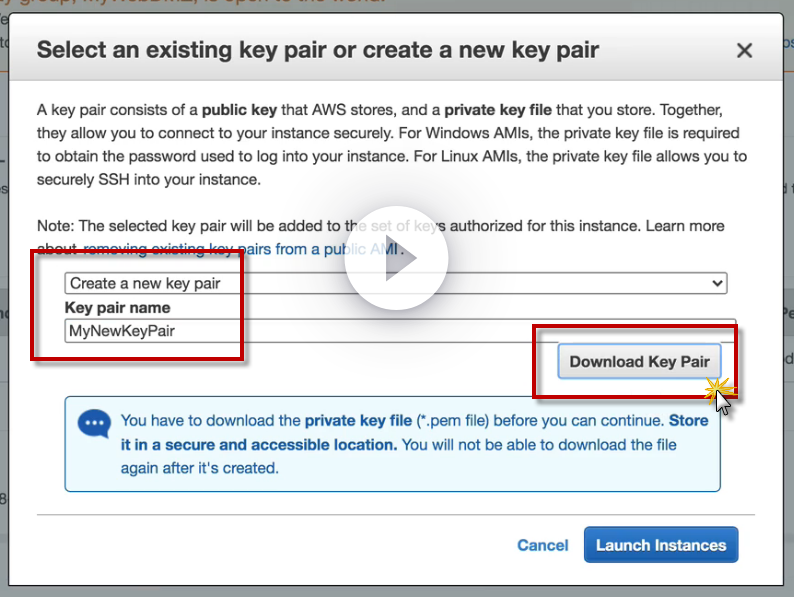 y group, MyWebDMZ, is open to the world.
Select an existing key pair or create a new key pair
A key pair consists of a public key that AWS stores, and a private key file that you store. Together,
they allow you to connect to your instance securely. For Windows AMIs, the private key file is required
to obtain the password used to log into your instance. For Linux AMIs, the private key file allows you to
securely SSH into your instance.
Note: The selected key pair will be added to the set of keys authorized for this instance. Learn more
about removing existing key pairs from a public AMI.
Create a new key pair
Key pair name
MyNewKeyPair
Download Key Pair
You have to download the private key file (*.pem file) before you can continue. Store
it in a secure and accessible location. You will not be able to download the file
again after it's created.
Cancel
Launch Instances